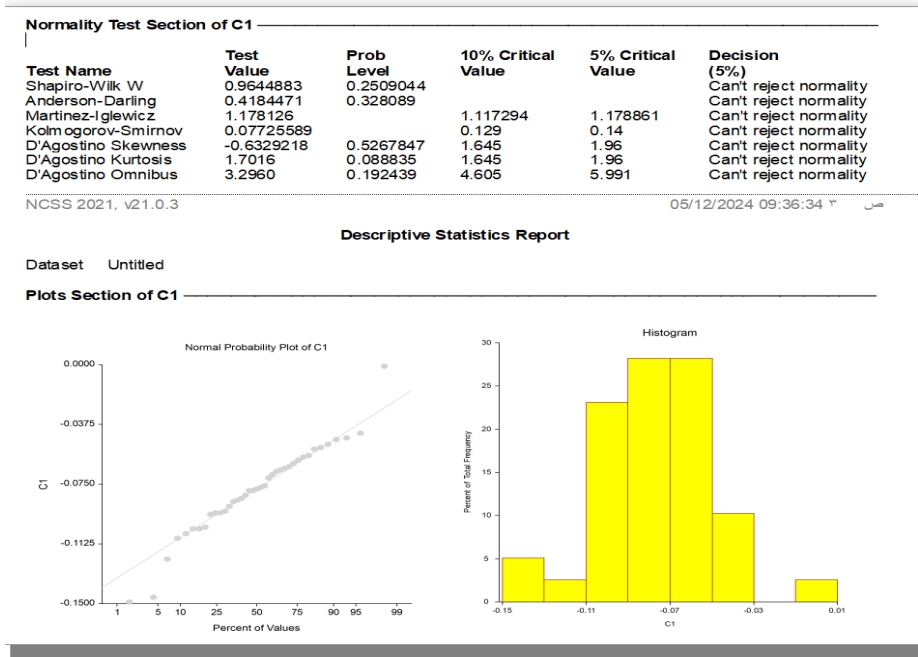 Normality Test Section of C1
Test Prob 10% Critical 5% Critical Decision
Test Name Value Level Value Value (5%)
Shapiro-Wilk W 0.9644883 0.2509044 Can't reject normality
Anderson-Darling 0.4184471 0.328089 Can't reject normality
Martinez-Iglewicz 1.178126 1.117294 1.178861 Can't reject normality
Kolmogorov-Smirnov 0.07725589 0.129 0.14 Can't reject normality
D'Agostino Skewness -0.6329218 0.5267847 1.645 1.96 Can't reject normality
D'Agostino Kurtosis 1.7016 0.088835 1.645 1.96 Can't reject normality
D'Agostino Omnibus 3.2960 0.192439 4.605 5.991 Can't reject normality
NCSS 2021, v21.0.3 05/12/2024 09:36:34 ٣ ص
Descriptive Statistics Report
Dataset Untitled
Plots Section of C1
Normal Probability Plot of C1
0.0000
-0.0375
-0.0750
-0.1125
-0.1500
C1
1 5 10 25 50 75 90 95 99
Percent of Values
Histogram
30
25
20
15
10
5
0
Percent of Total Frequency
-0.15 -0.11 -0.07 -0.03 0.01
C1